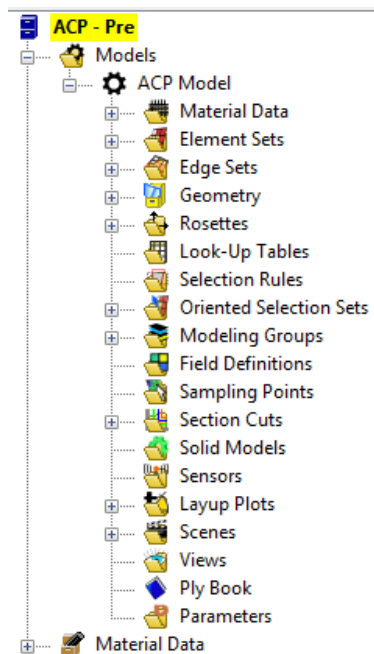 ACP - Pre
Models
ACP Model
Material Data
Element Sets
Edge Sets
Geometry
Rosettes
Look-Up Tables
Selection Rules
Oriented Selection Sets
Modeling Groups
Field Definitions
Sampling Points
Section Cuts
Solid Models
Sensors
Layup Plots
Scenes
Views
Ply Book
Parameters
Material Data